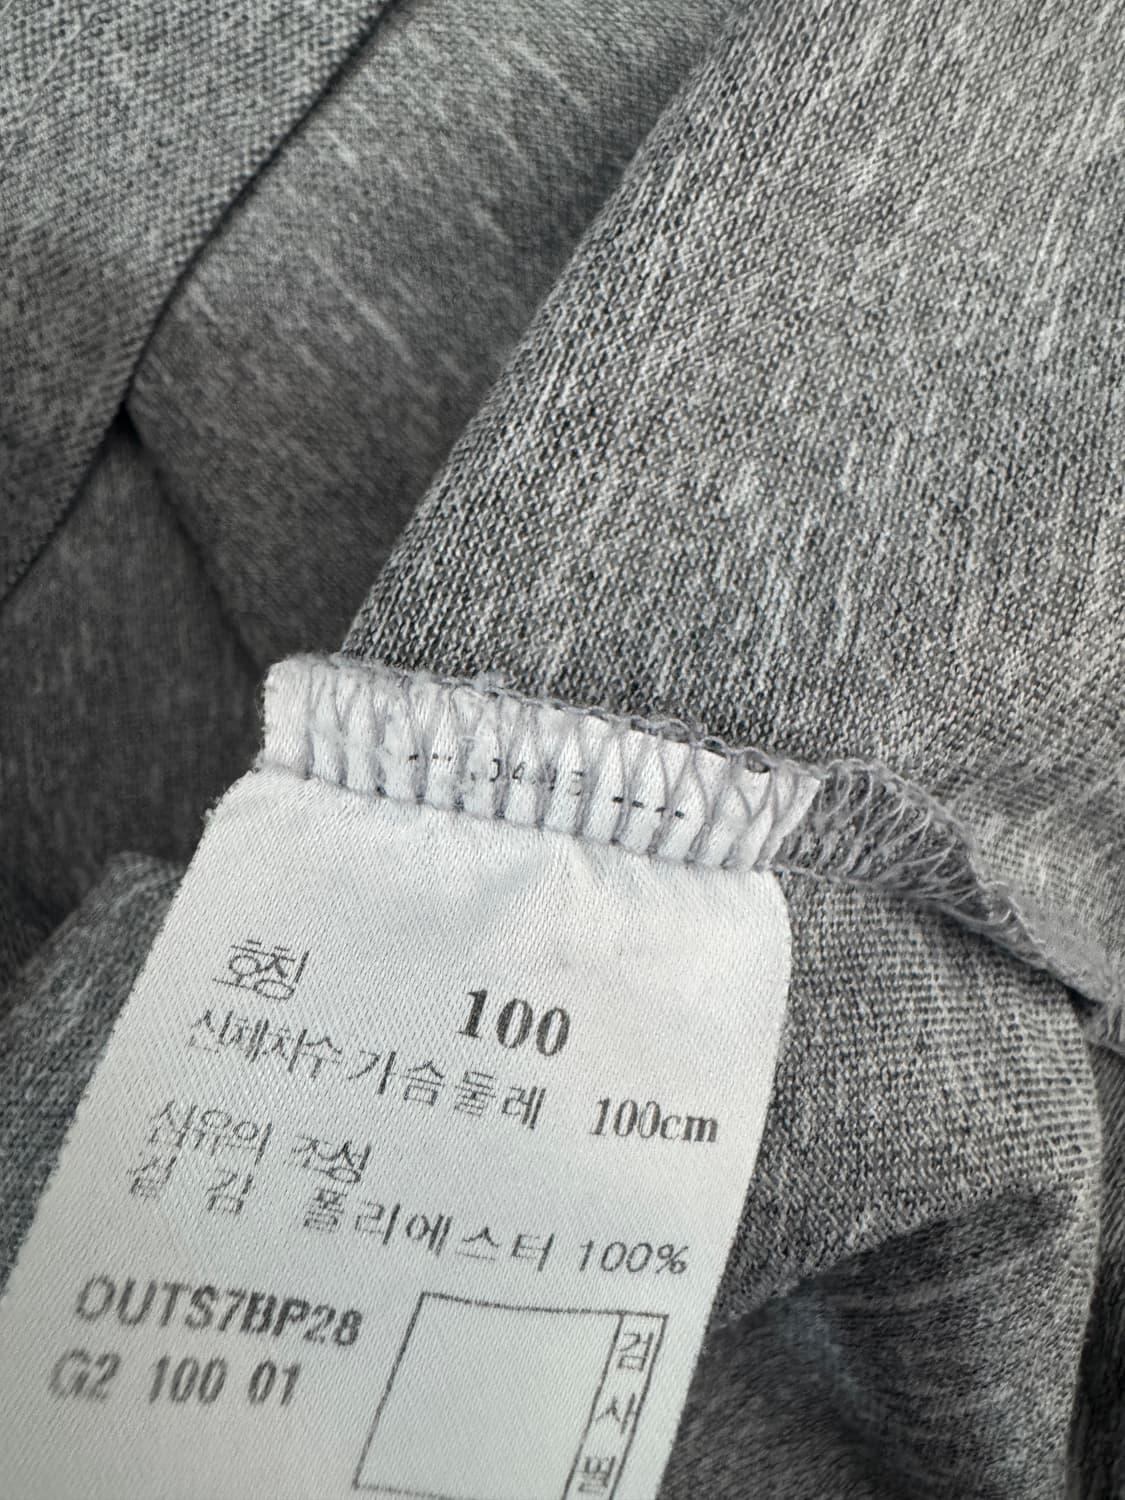 호칭 100
신체치수 가슴둘레 100cm
섬유의 조성
겉감 폴리에스터 100%
OUTS7BP28
G2 100 01
검
사
필